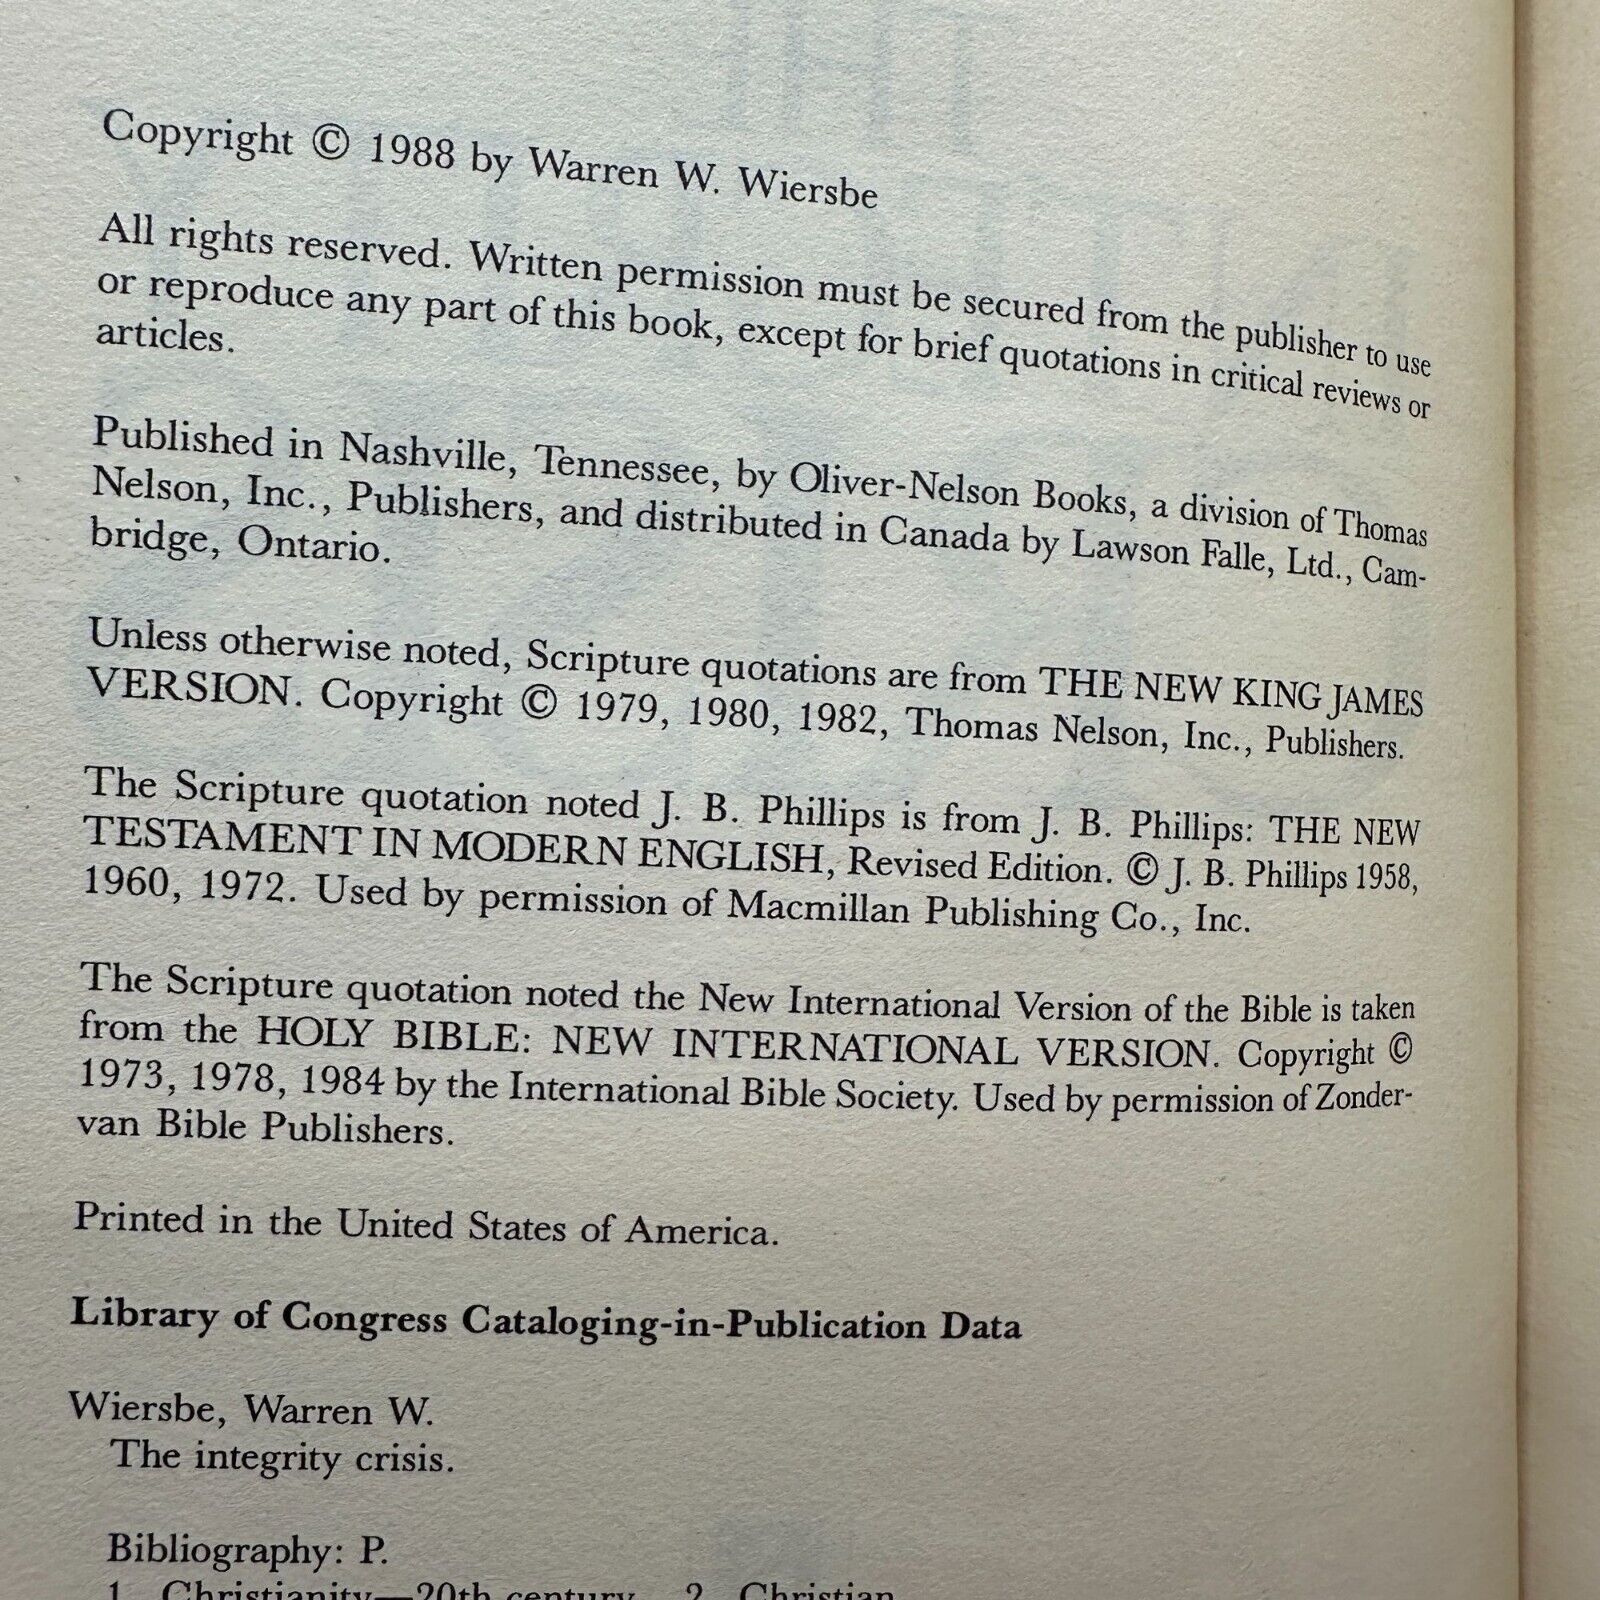 Copyright © 1988 by Warren W. Wiersbe
All rights reserved. Written permission must be secured from the publisher to use
or reproduce any part of this book, except for brief quotations in critical reviews or
articles.
Published in Nashville, Tennessee, by Oliver-Nelson Books, a division of Thomas
Nelson, Inc., Publishers, and distributed in Canada by Lawson Falle, Ltd., Cam-
bridge, Ontario.
Unless otherwise noted, Scripture quotations are from THE NEW KING JAMES
VERSION. Copyright © 1979, 1980, 1982, Thomas Nelson, Inc., Publishers.
The Scripture quotation noted J. B. Phillips is from J. B. Phillips: THE NEW
TESTAMENT IN MODERN ENGLISH, Revised Edition. © J. B. Phillips 1958,
1960, 1972. Used by permission of Macmillan Publishing Co., Inc.
The Scripture quotation noted the New International Version of the Bible is taken
from the HOLY BIBLE: NEW INTERNATIONAL VERSION. Copyright ©
1973, 1978, 1984 by the International Bible Society. Used by permission of Zonder-
van Bible Publishers.
Printed in the United States of America.
Library of Congress Cataloging-in-Publication Data
Wiersbe, Warren W.
The integrity crisis.
Bibliography: P.
1. Christianity—20th century. 2. Christian